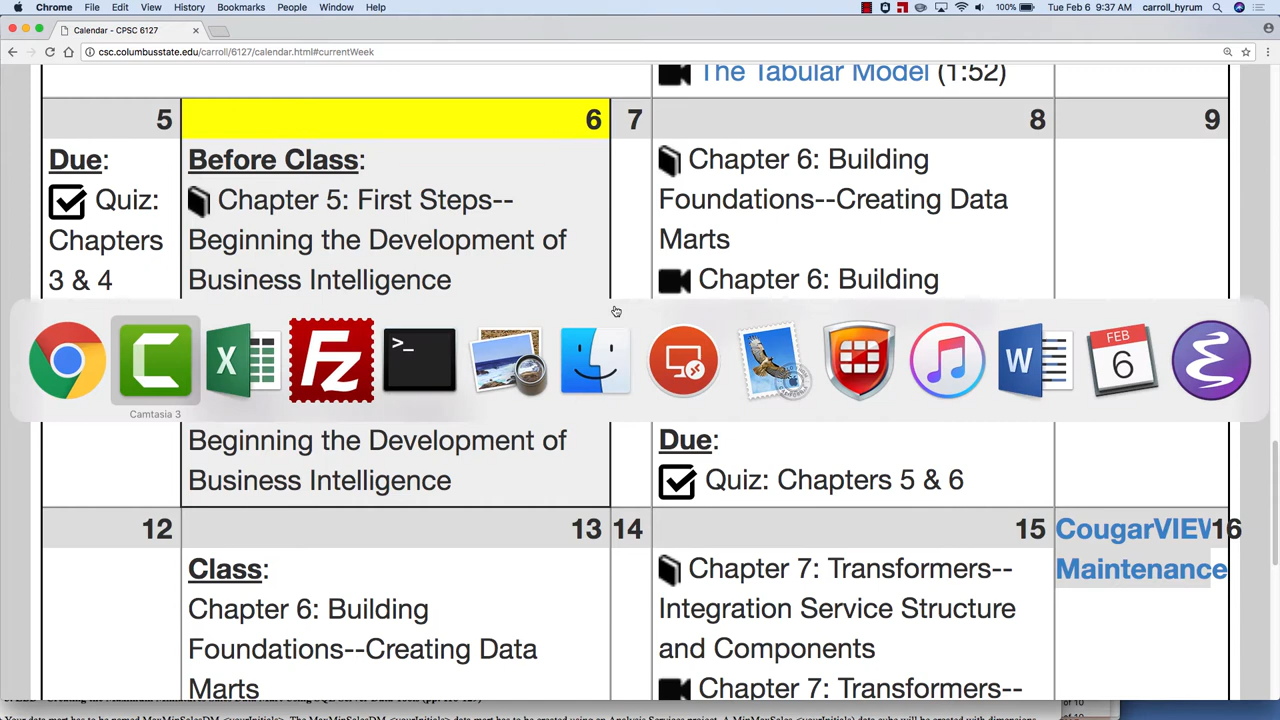 Chrome File Edit View History Bookmarks People Window Help
100% Tue Feb 6 9:37 AM carroll_hyrum
Calendar - CPSC 6127
csc.columbusstate.edu/carroll/6127/calendar.html#currentWeek
The Tabular Model (1:52)
5 6 7 8 9
Due:
Quiz:
Chapters
3 & 4
Before Class:
Chapter 5: First Steps--
Beginning the Development of
Business Intelligence
Chapter 6: Building
Foundations--Creating Data
Marts
Chapter 6: Building
FEB
6
Camtasia 3
Beginning the Development of
Business Intelligence
Due:
Quiz: Chapters 5 & 6
12 13 14 15 16
CougarVIEW
Maintenance
Class:
Chapter 6: Building
Foundations--Creating Data
Marts
Chapter 7: Transformers--
Integration Service Structure
and Components
Chapter 7: Transformers--
of 10